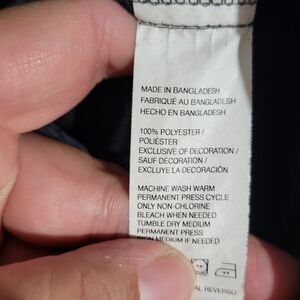 MADE IN BANGLADESH
FABRIQUÉ AU BANGLADESH
HECHO EN BANGLADESH
100% POLYESTER /
POLIÉSTER
EXCLUSIVE OF DECORATION /
SAUF DECORATION /
EXCLUYE LA DECORACIÓN
MACHINE WASH WARM
PERMANENT PRESS CYCLE
ONLY NON-CHLORINE
BLEACH WHEN NEEDED
TUMBLE DRY MEDIUM
PERMANENT PRESS
IRON MEDIUM IF NEEDED
AL REVERSO